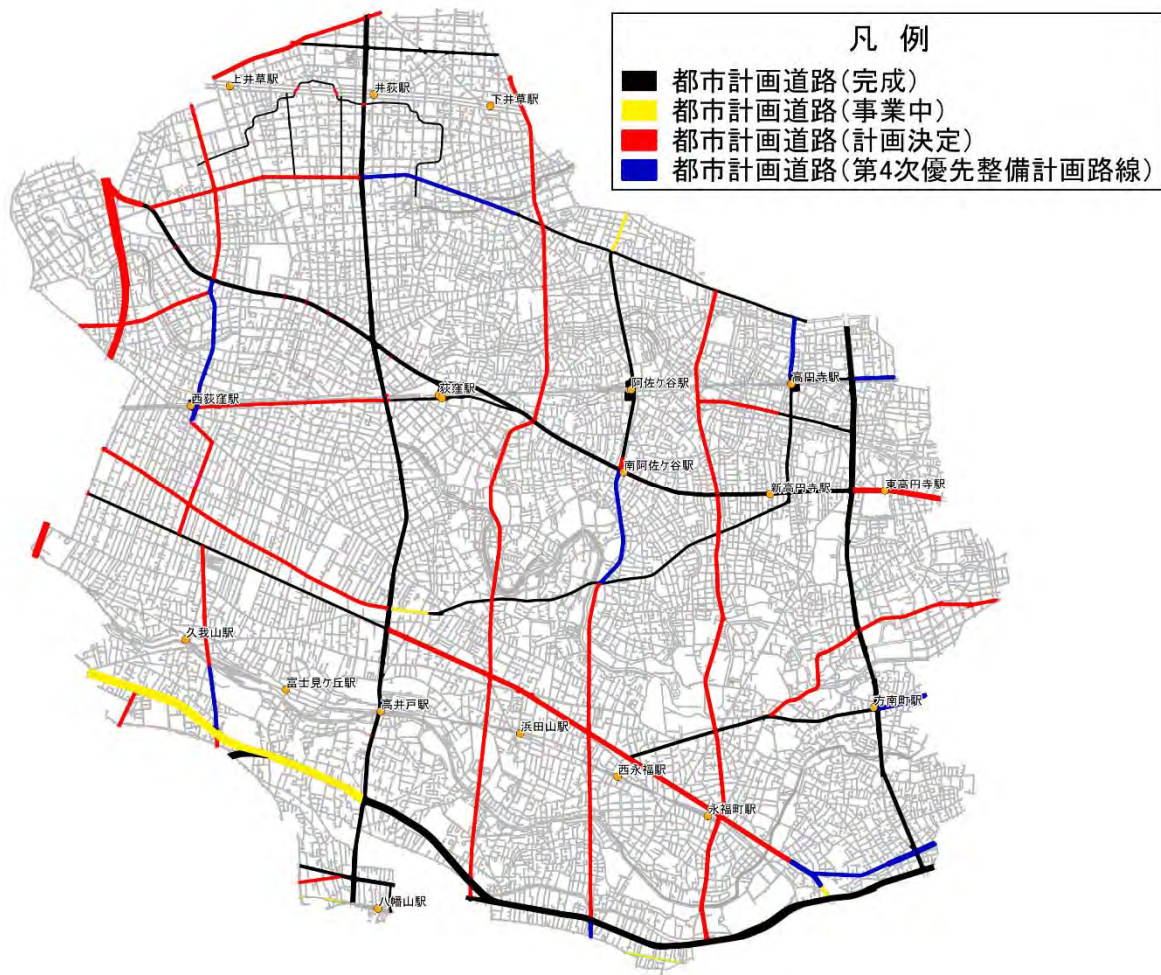 凡 例
都市計画道路(完成)
都市計画道路(事業中)
都市計画道路(計画決定)
都市計画道路(第4次優先整備計画路線)
上井草駅
井荻駅
下井草駅
西荻窪駅
荻窪駅
阿佐ケ谷駅
高円寺駅
南阿佐ケ谷駅
新高円寺駅
東高円寺駅
久我山駅
富士見ケ丘駅
高井戸駅
浜田山駅
西永福駅
永福町駅
方南町駅
八幡山駅